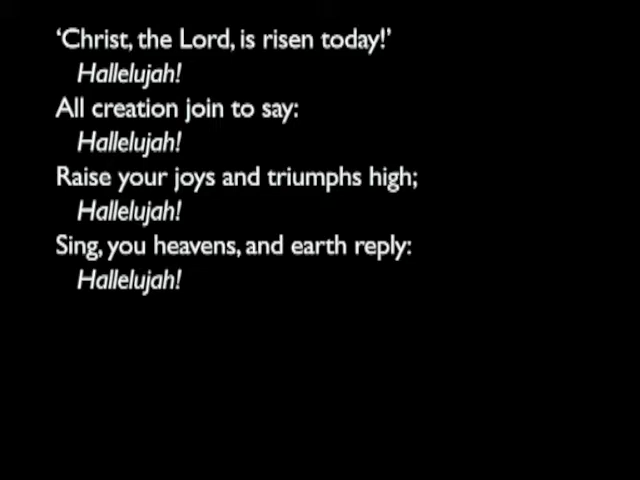 ‘Christ, the Lord, is risen today!’
Hallelujah!
All creation join to say:
Hallelujah!
Raise your joys and triumphs high;
Hallelujah!
Sing, you heavens, and earth reply:
Hallelujah!